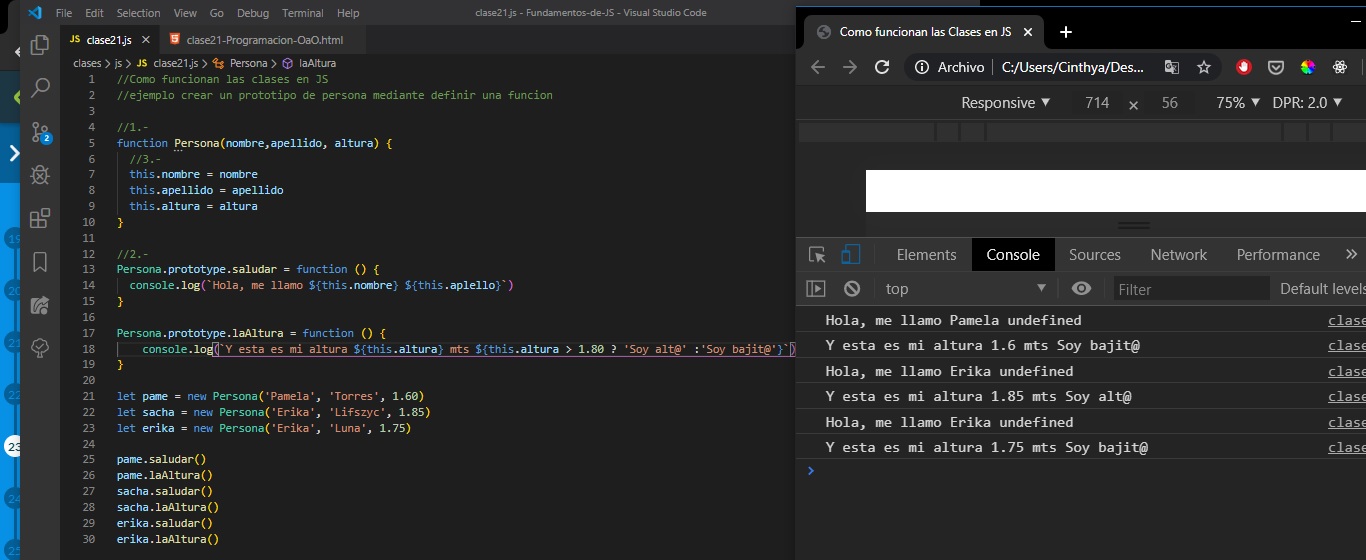 File Edit Selection View Go Debug Terminal Help clase21.js - Fundamentos-de-JS - Visual Studio Code
JS clase21.js × clase21-Programacion-OaO.html
clases > js > JS clase21.js > Persona > laAltura
1 //Como funcionan las clases en JS
2 //ejemplo crear un prototipo de persona mediante definir una funcion
3
4 //1.-
5 function Persona(nombre,apellido, altura) {
6 //3.-
7 this.nombre = nombre
8 this.apellido = apellido
9 this.altura = altura
10 }
11
12 //2.-
13 Persona.prototype.saludar = function () {
14 console.log(`Hola, me llamo ${this.nombre} ${this.aplello}`)
15 }
16
17 Persona.prototype.laAltura = function () {
18 console.log(`Y esta es mi altura ${this.altura} mts ${this.altura > 1.80 ? 'Soy alt@' :'Soy bajit@'}`)
19 }
20
21 let pame = new Persona('Pamela', 'Torres', 1.60)
22 let sacha = new Persona('Erika', 'Lifszyc', 1.85)
23 let erika = new Persona('Erika', 'Luna', 1.75)
24
25 pame.saludar()
26 pame.laAltura()
27 sacha.saludar()
28 sacha.laAltura()
29 erika.saludar()
30 erika.laAltura()
2
19
20
21
22
23
24
25
Como funcionan las Clases en JS × +
Archivo | C:/Users/Cinthya/Des...
Responsive ▼ 714 × 56 75% ▼ DPR: 2.0 ▼
Elements Console Sources Network Performance »
top ▼ Filter Default levels
Hola, me llamo Pamela undefined clase
Y esta es mi altura 1.6 mts Soy bajit@ clase
Hola, me llamo Erika undefined clase
Y esta es mi altura 1.85 mts Soy alt@ clase
Hola, me llamo Erika undefined clase
Y esta es mi altura 1.75 mts Soy bajit@ clase
>